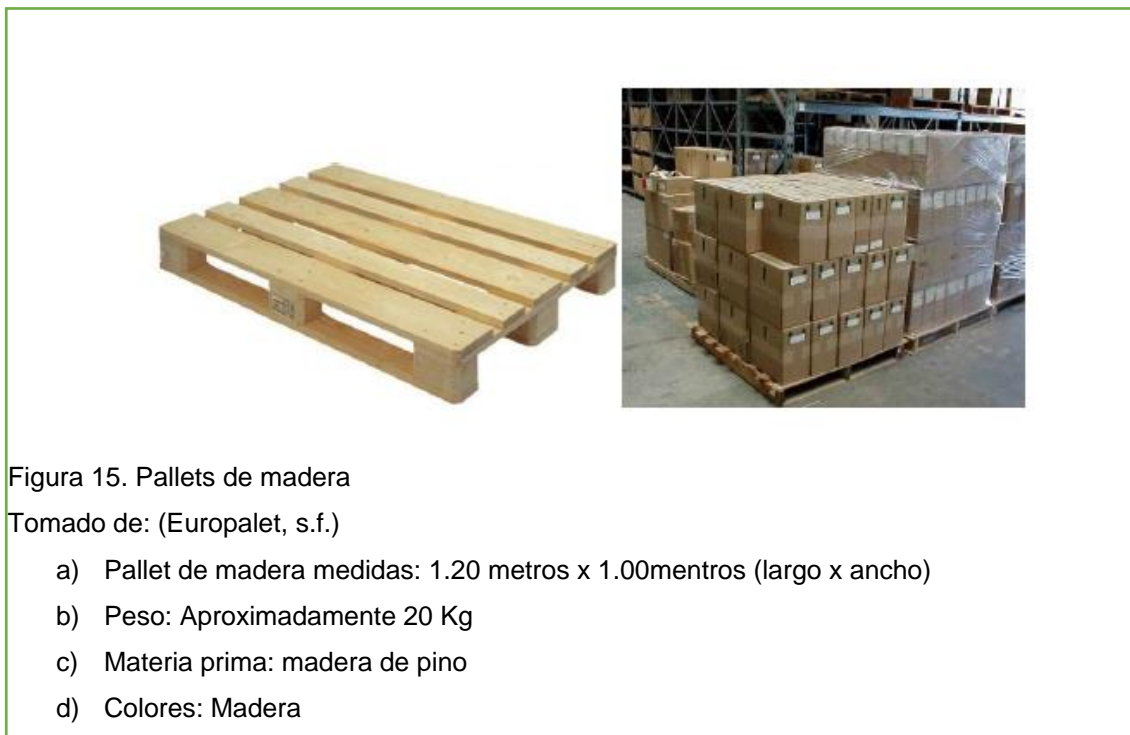 Figura 15. Pallets de madera
Tomado de: (Europalet, s.f.)
a) Pallet de madera medidas: 1.20 metros x 1.00mentros (largo x ancho)
b) Peso: Aproximadamente 20 Kg
c) Materia prima: madera de pino
d) Colores: Madera